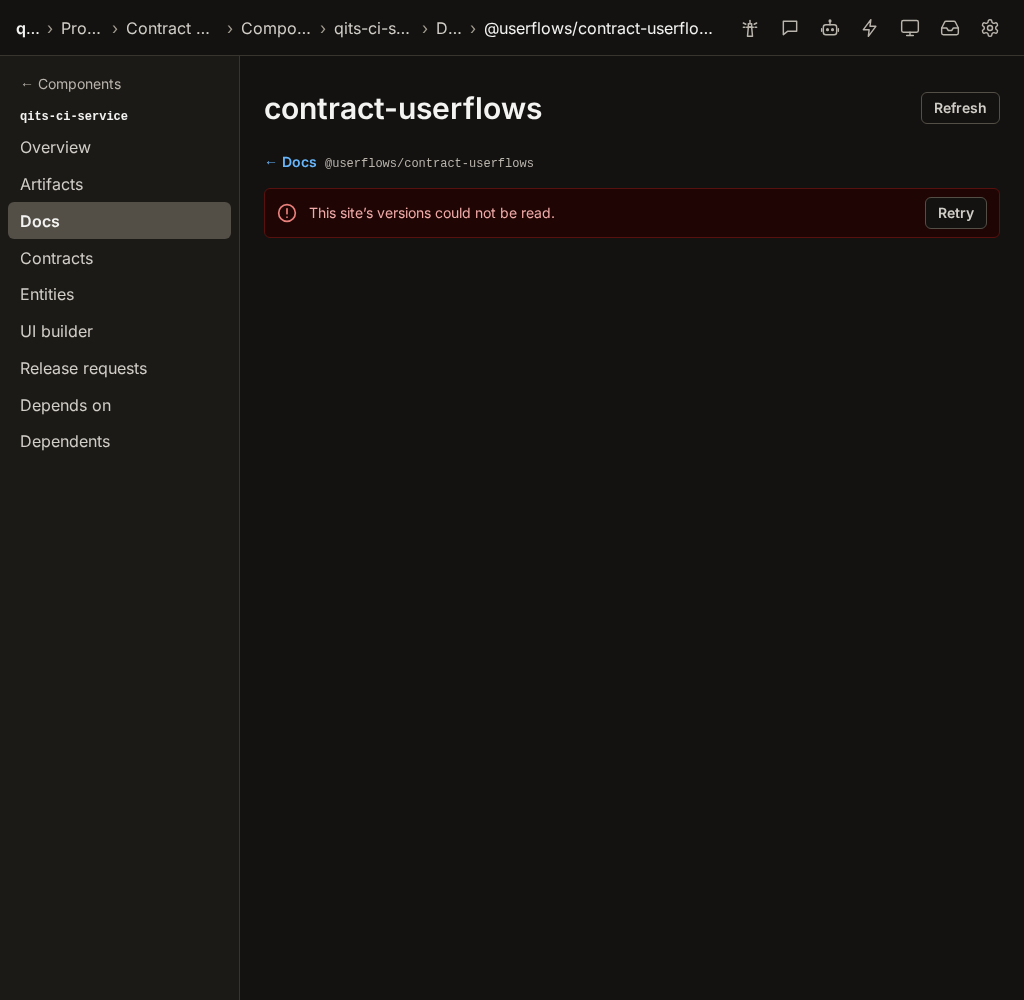 q... › Pro... › Contract ... › Compo... › qits-ci-s... › D... › @userflows/contract-userflo...
← Components
qits-ci-service
Overview
Artifacts
Docs
Contracts
Entities
UI builder
Release requests
Depends on
Dependents
contract-userflows
Refresh
← Docs @userflows/contract-userflows
This site’s versions could not be read.
Retry